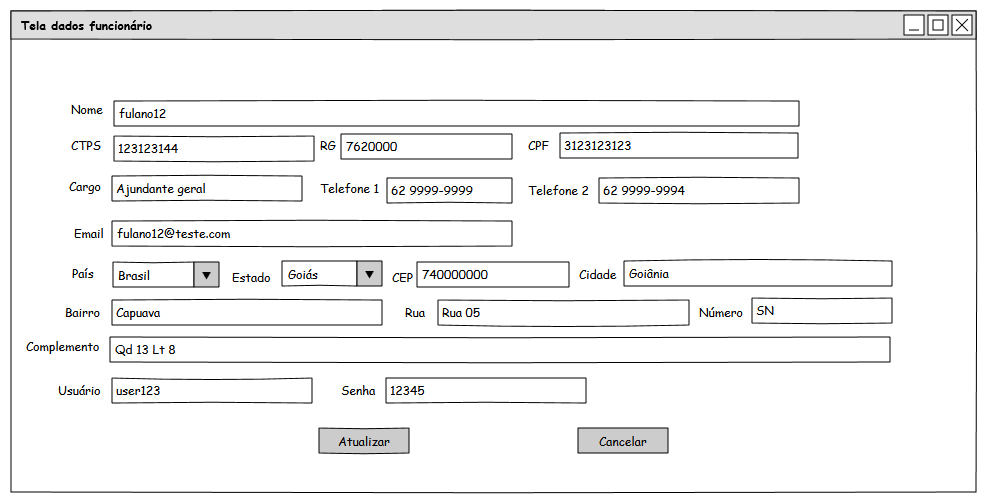 Tela dados funcionário
Nome fulano12
CTPS 123123144 RG 7620000 CPF 3123123123
Cargo Ajundante geral Telefone 1 62 9999-9999 Telefone 2 62 9999-9994
Email fulano12@teste.com
País Brasil Estado Goiás CEP 740000000 Cidade Goiânia
Bairro Capuava Rua Rua 05 Número SN
Complemento Qd 13 Lt 8
Usuário user123 Senha 12345
Atualizar Cancelar